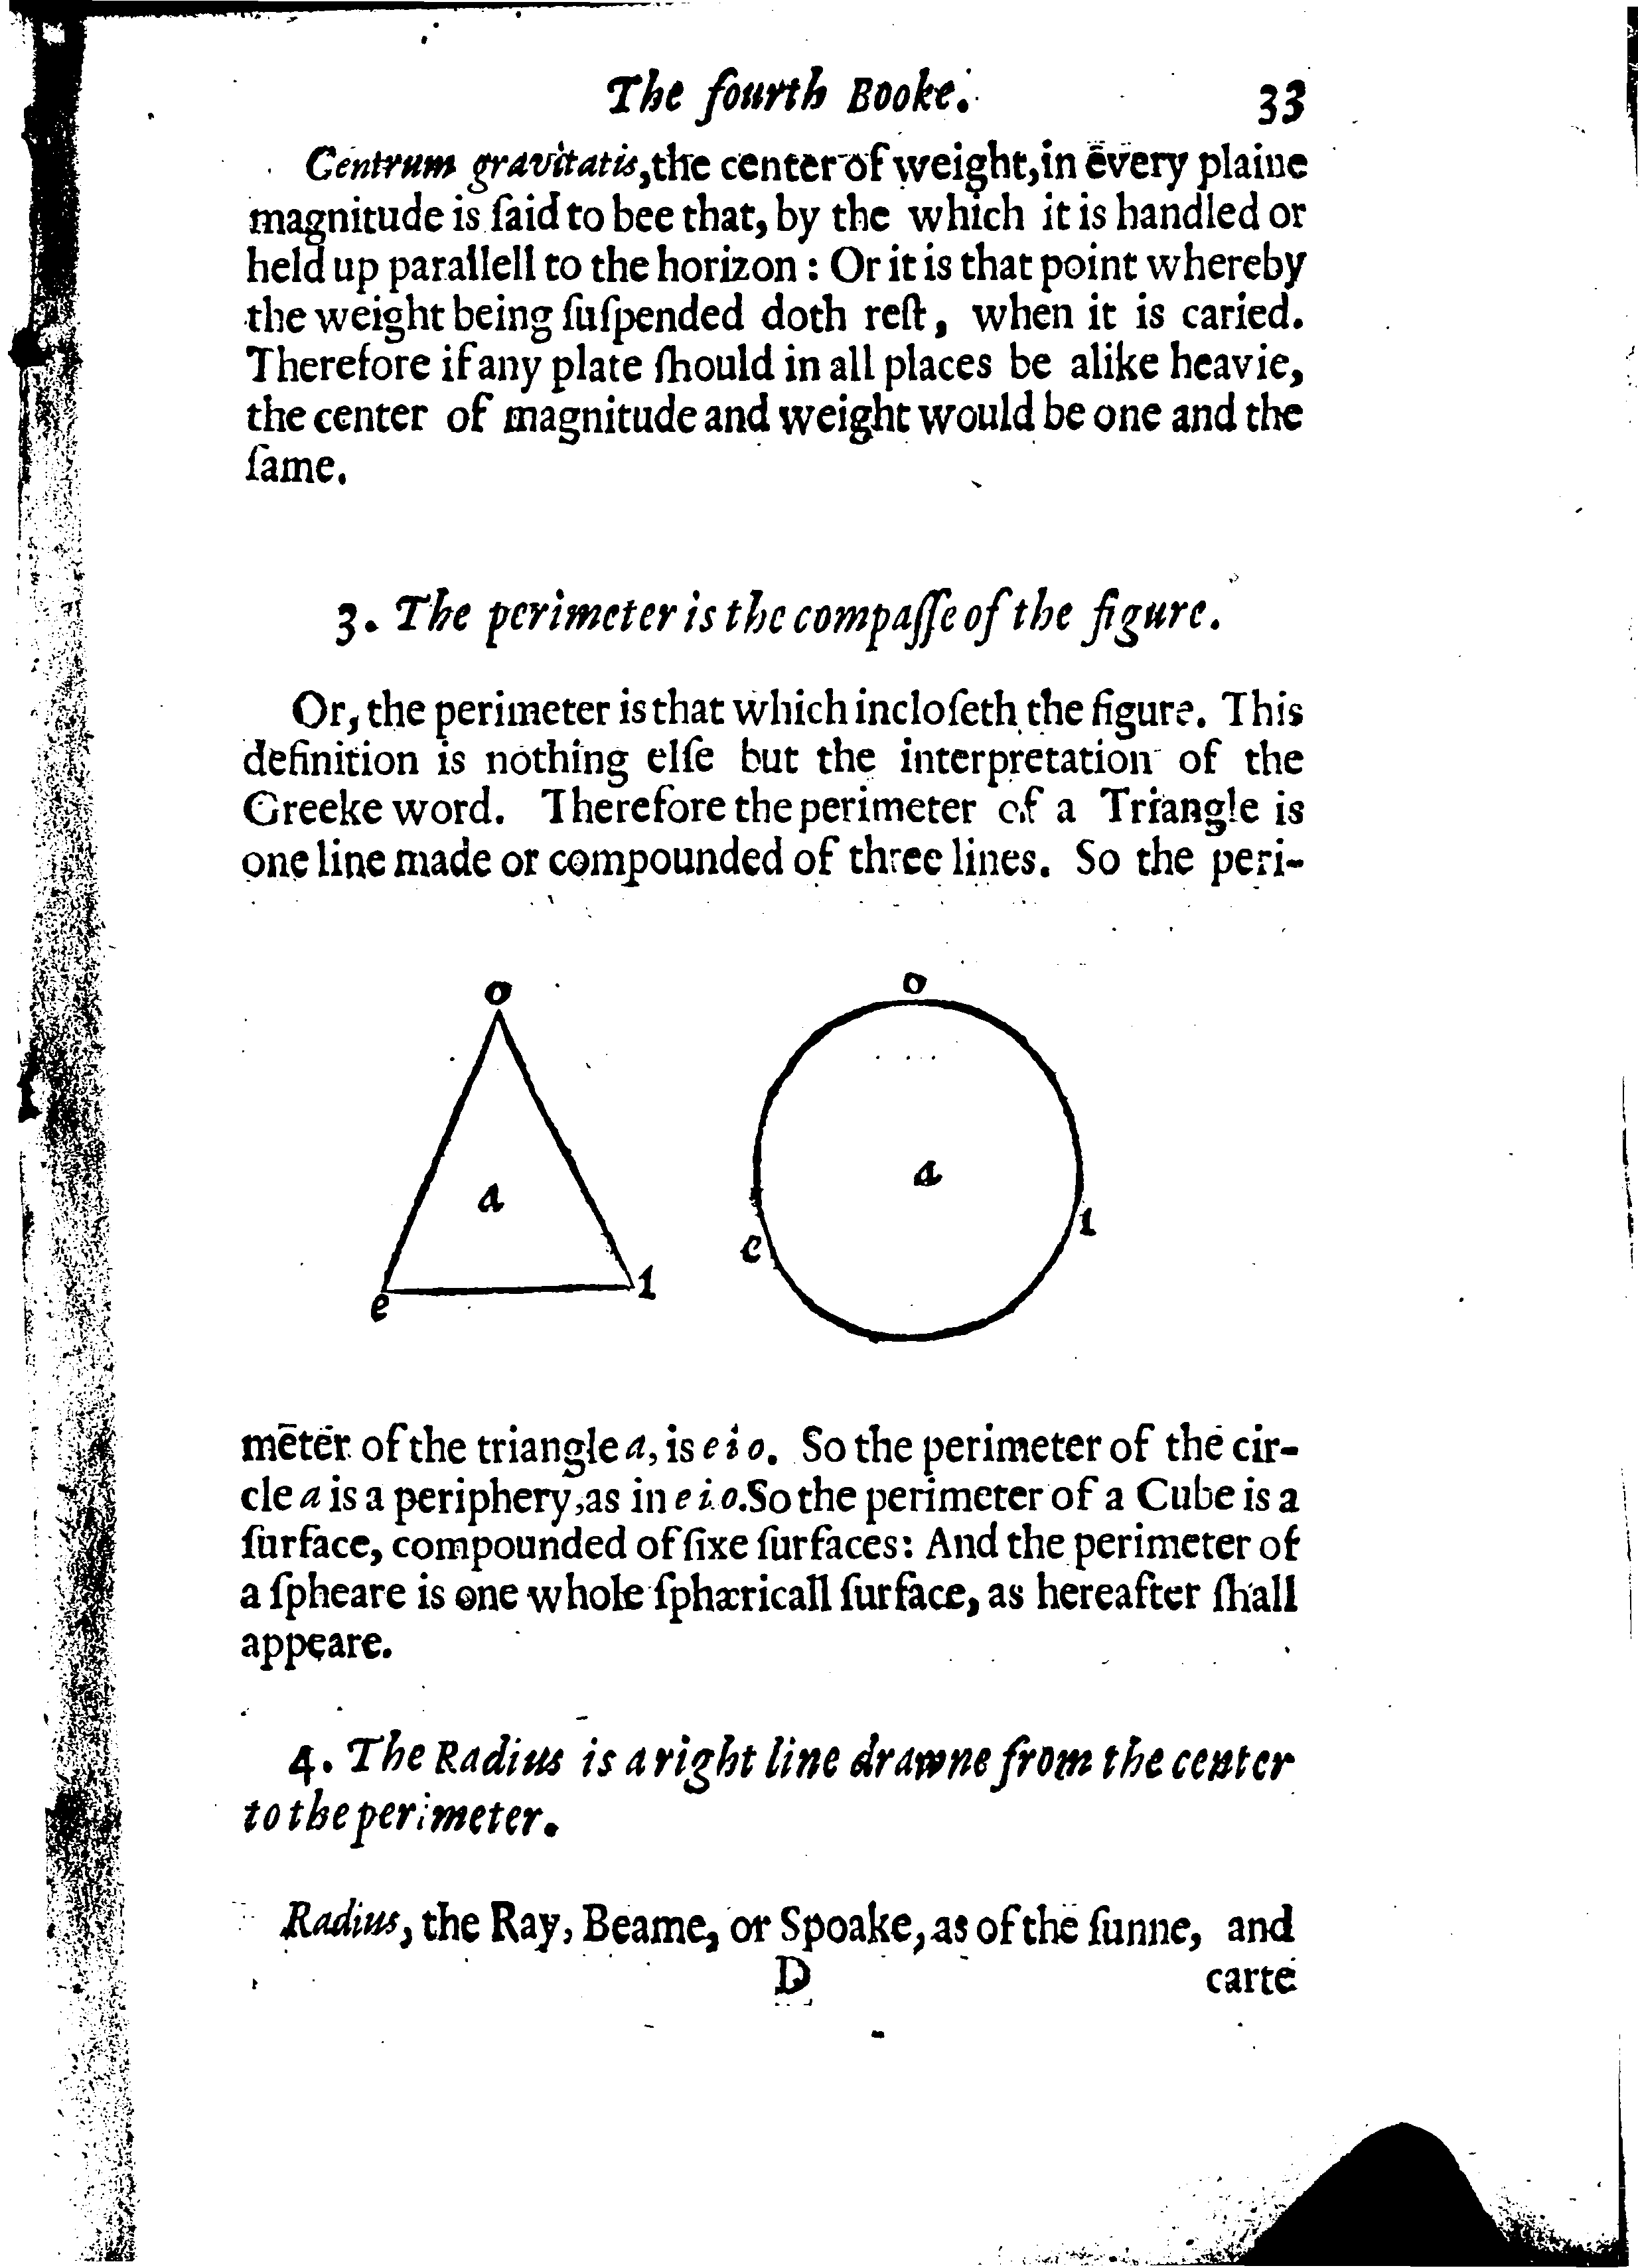 The fourth Booke. 33
Centrum gravitatis, the center of weight, in every plaine
magnitude is ſaid to bee that, by the which it is handled or
held up parallell to the horizon : Or it is that point whereby
the weight being ſuſpended doth reſt, when it is caried.
Therefore if any plate ſhould in all places be alike heavie,
the center of magnitude and weight would be one and the
ſame.
3. The perimeter is the compaſſe of the figure.
Or, the perimeter is that which incloſeth the figure. This
definition is nothing elſe but the interpretation of the
Greeke word. Therefore the perimeter of a Triangle is
one line made or compounded of three lines. So the peri-
o
a
e
i
o
a
e
i
meter of the triangle a, is e i o. So the perimeter of the cir-
cle a is a periphery, as in e i o. So the perimeter of a Cube is a
ſurface, compounded of ſixe ſurfaces: And the perimeter of
a ſpheare is one whole ſphæricall ſurface, as hereafter ſhall
appeare.
4. The Radius is a right line drawne from the center
to the perimeter.
Radius, the Ray, Beame, or Spoake, as of the ſunne, and
D carte